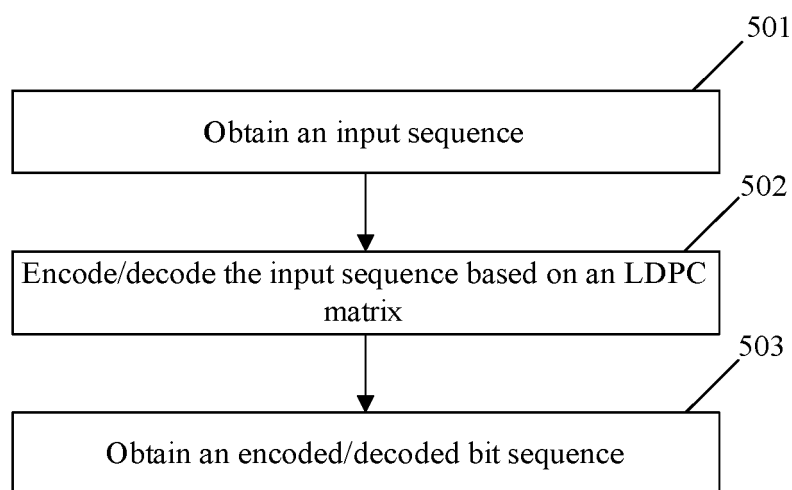 501
Obtain an input sequence
502
Encode/decode the input sequence based on an LDPC
matrix
503
Obtain an encoded/decoded bit sequence